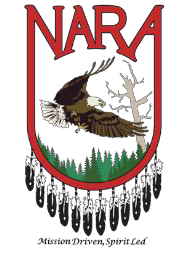 NARA
Mission Driven, Spirit Led